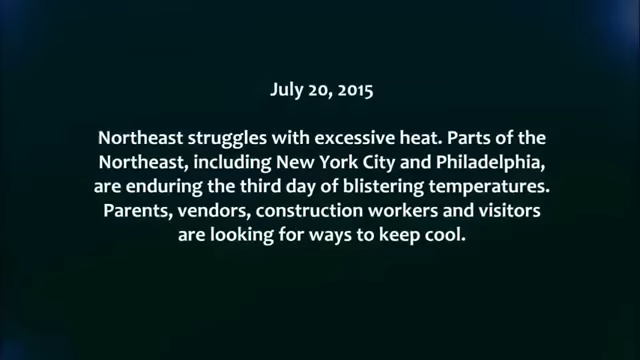 July 20, 2015
Northeast struggles with excessive heat. Parts of the
Northeast, including New York City and Philadelphia,
are enduring the third day of blistering temperatures.
Parents, vendors, construction workers and visitors
are looking for ways to keep cool.